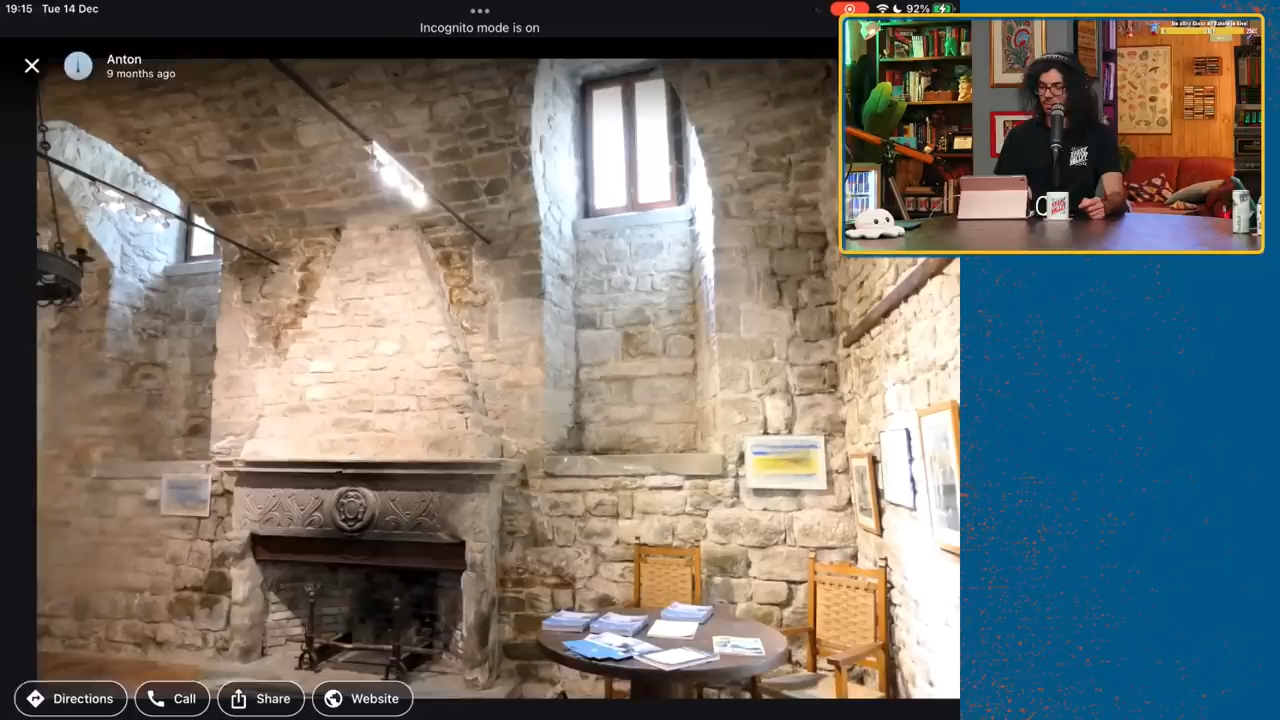 19:15 Tue 14 Dec
92%
Incognito mode is on
Anton
9 months ago
Directions
Call
Share
Website